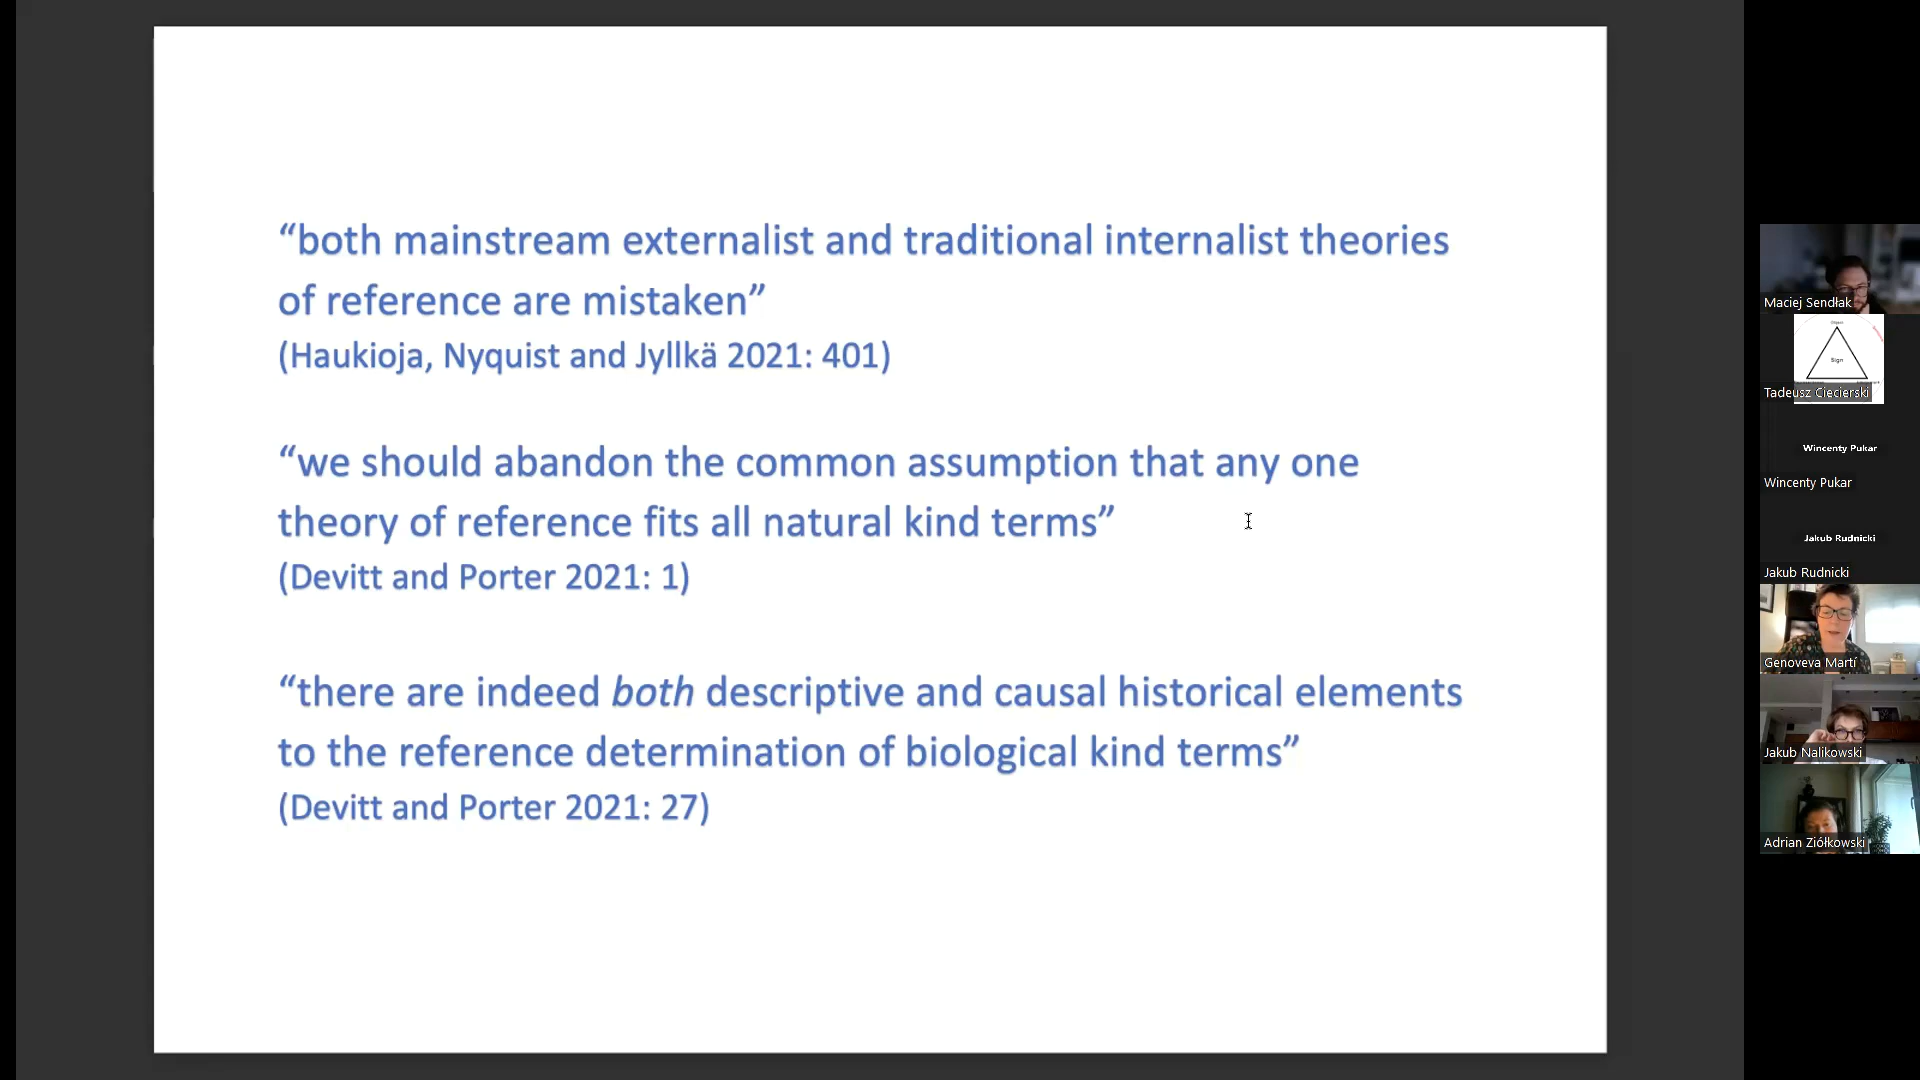 “both mainstream externalist and traditional internalist theories
of reference are mistaken”
(Haukioja, Nyquist and Jyllkä 2021: 401)
“we should abandon the common assumption that any one
theory of reference fits all natural kind terms”
(Devitt and Porter 2021: 1)
“there are indeed both descriptive and causal historical elements
to the reference determination of biological kind terms”
(Devitt and Porter 2021: 27)
Maciej Sendłak
Object
Sign
Tadeusz Ciecierski
Wincenty Pukar
Wincenty Pukar
Jakub Rudnicki
Jakub Rudnicki
Genoveva Martí
Jakub Nalikowski
Adrian Ziółkowski